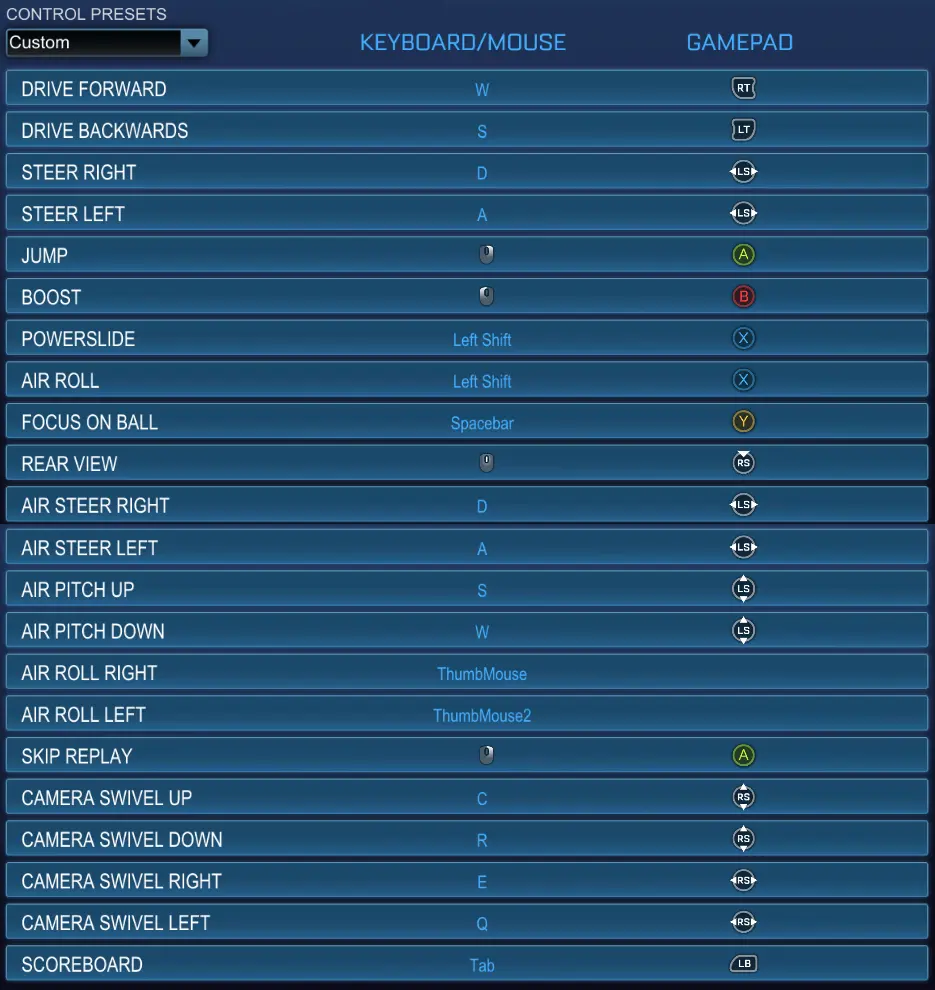 CONTROL PRESETS
Custom KEYBOARD/MOUSE GAMEPAD
DRIVE FORWARD W RT
DRIVE BACKWARDS S LT
STEER RIGHT D LS
STEER LEFT A LS
JUMP A
BOOST B
POWERSLIDE Left Shift X
AIR ROLL Left Shift X
FOCUS ON BALL Spacebar Y
REAR VIEW RS
AIR STEER RIGHT D LS
AIR STEER LEFT A LS
AIR PITCH UP S LS
AIR PITCH DOWN W LS
AIR ROLL RIGHT ThumbMouse
AIR ROLL LEFT ThumbMouse2
SKIP REPLAY A
CAMERA SWIVEL UP C RS
CAMERA SWIVEL DOWN R RS
CAMERA SWIVEL RIGHT E RS
CAMERA SWIVEL LEFT Q RS
SCOREBOARD Tab LB